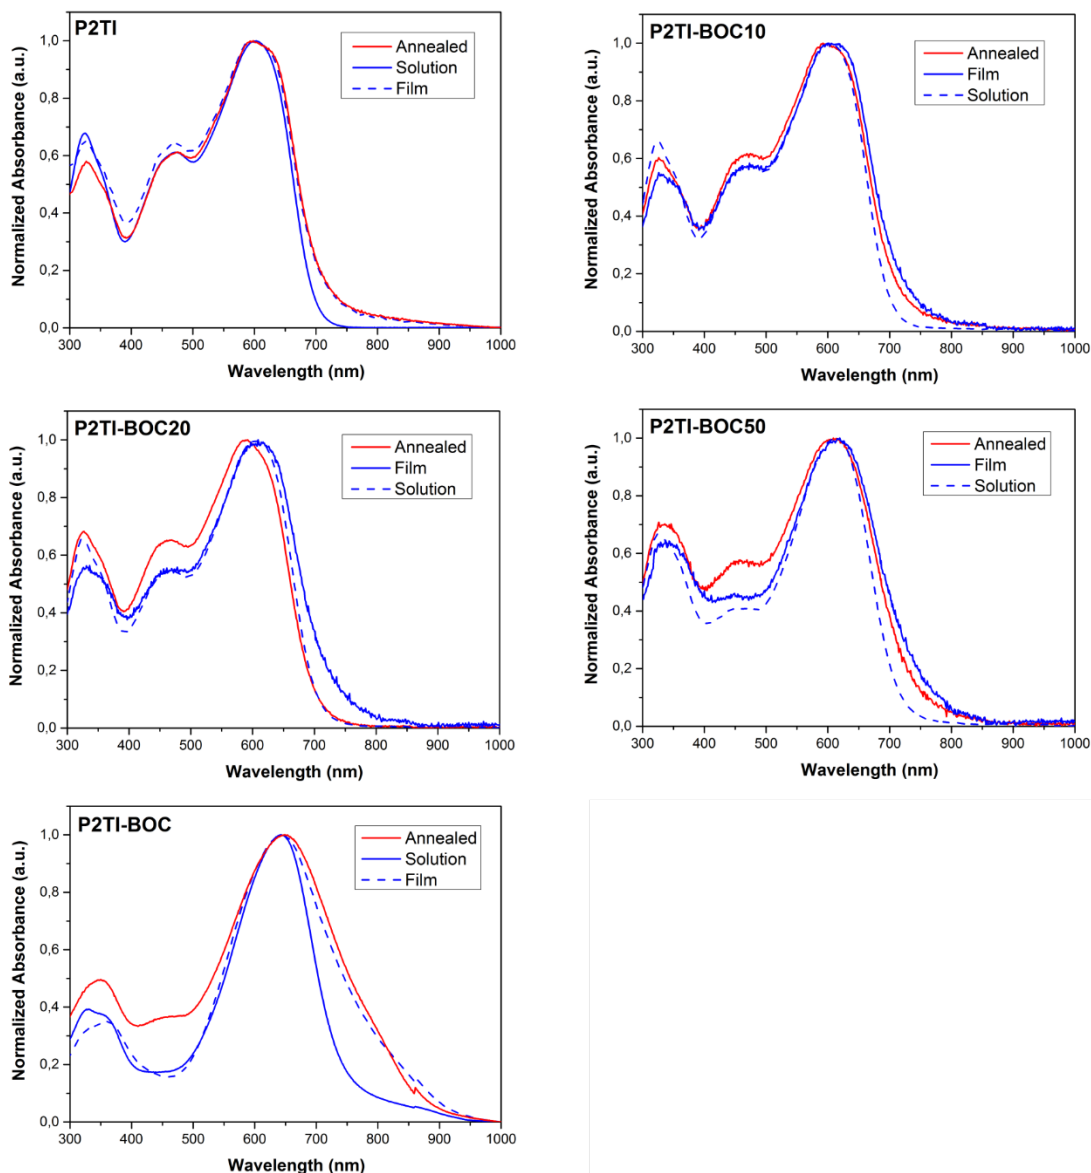 P2TI
Annealed
Solution
Film
Normalized Absorbance (a.u.)
1,0
0,8
0,6
0,4
0,2
0,0
300 400 500 600 700 800 900 1000
Wavelength (nm)
P2TI-BOC10
Annealed
Film
Solution
Normalized Absorbance (a.u.)
1,0
0,8
0,6
0,4
0,2
0,0
300 400 500 600 700 800 900 1000
Wavelength (nm)
P2TI-BOC20
Annealed
Film
Solution
Normalized Absorbance (a.u.)
1,0
0,8
0,6
0,4
0,2
0,0
300 400 500 600 700 800 900 1000
Wavelength (nm)
P2TI-BOC50
Annealed
Film
Solution
Normalized Absorbance (a.u.)
1,0
0,8
0,6
0,4
0,2
0,0
300 400 500 600 700 800 900 1000
Wavelength (nm)
P2TI-BOC
Annealed
Solution
Film
Normalized Absorbance (a.u.)
1,0
0,8
0,6
0,4
0,2
0,0
300 400 500 600 700 800 900 1000
Wavelength (nm)